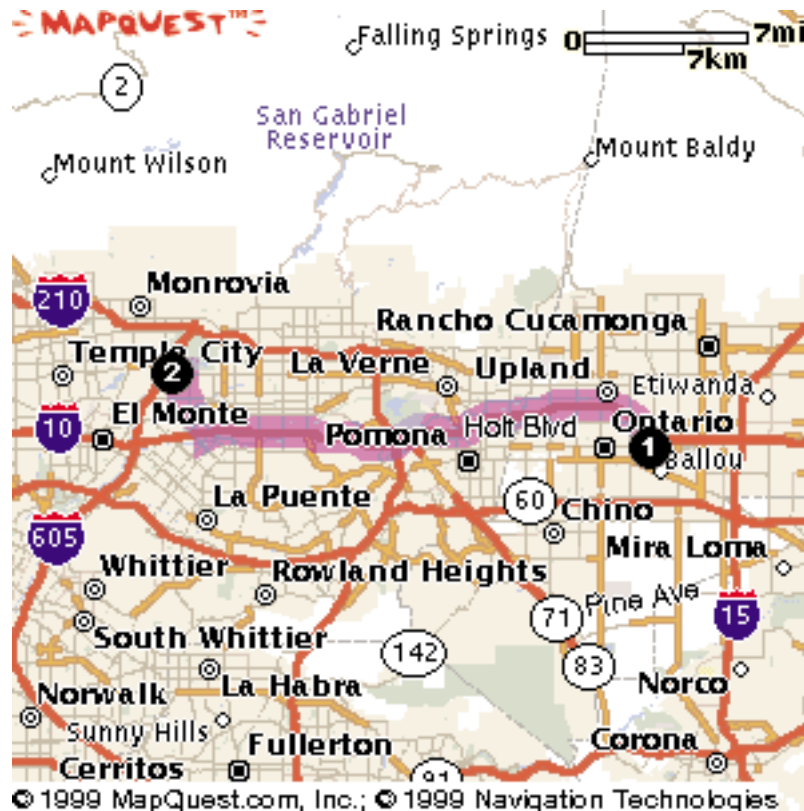 MAPQUEST™
Falling Springs
0 7mi
7km
2
San Gabriel
Reservoir
Mount Wilson
Mount Baldy
Monrovia
210
Rancho Cucamonga
Temple City
La Verne
Upland
2
Etiwanda
El Monte
10
Pomona
Holt Blvd
Ontario
1
Ballou
La Puente
60
Chino
605
Mira Loma
Whittier
Rowland Heights
Pine Ave
71
15
South Whittier
142
83
La Habra
Norco
Norwalk
Sunny Hills
Fullerton
Corona
Cerritos
91
© 1999 MapQuest.com, Inc.; © 1999 Navigation Technologies